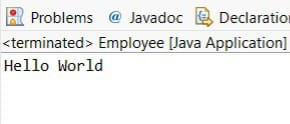 Problems @ Javadoc Declaration
<terminated> Employee [Java Application]
Hello World